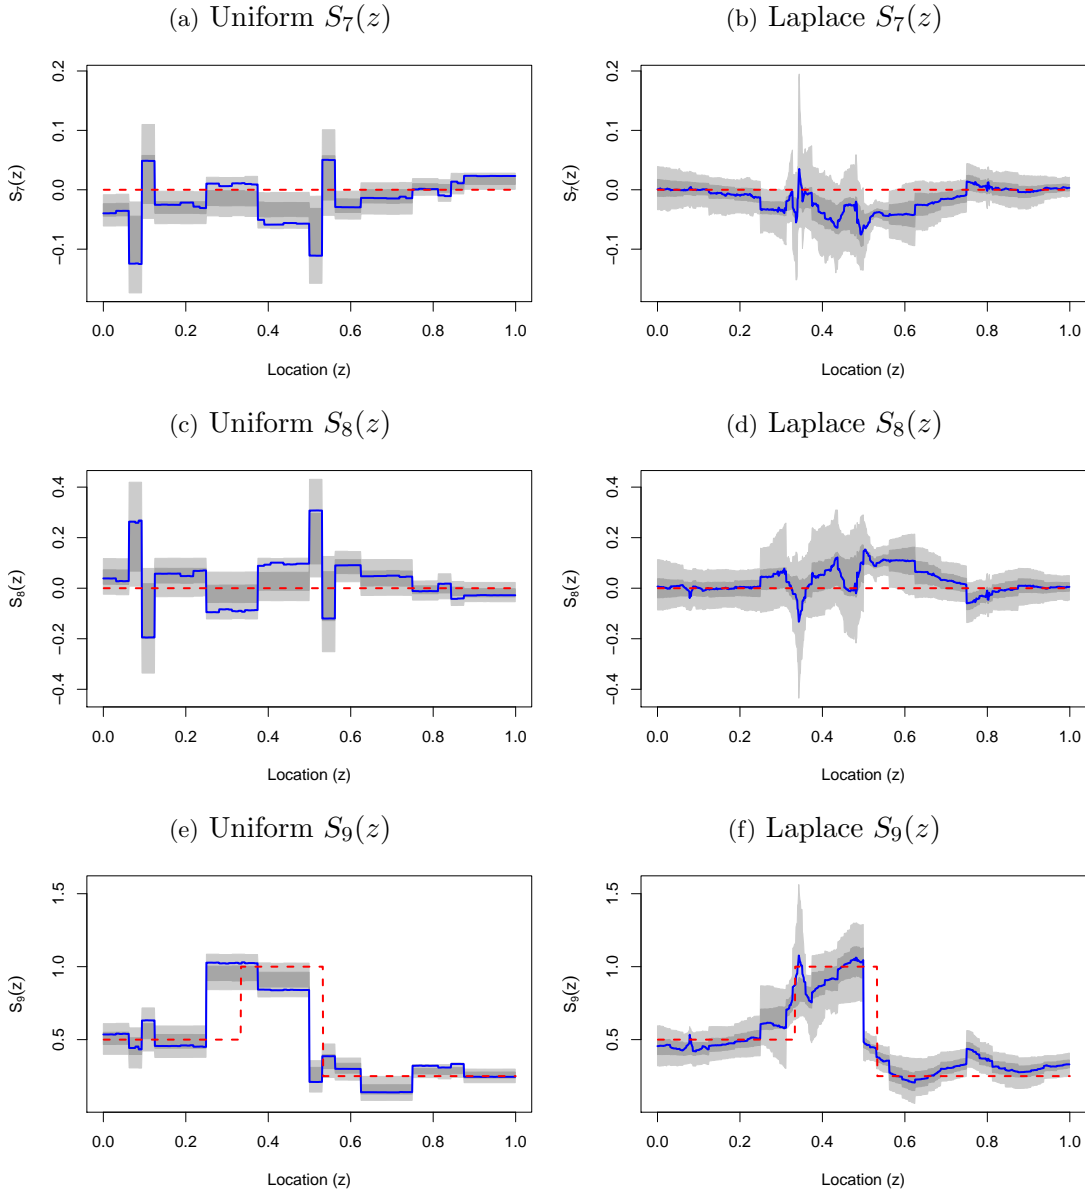 (a) Uniform S₇(z)
(b) Laplace S₇(z)
0.2
0.1
0.0
−0.1
S₇(z)
0.0 0.2 0.4 0.6 0.8 1.0
Location (z)
0.2
0.1
0.0
−0.1
S₇(z)
0.0 0.2 0.4 0.6 0.8 1.0
Location (z)
(c) Uniform S₈(z)
(d) Laplace S₈(z)
0.4
0.2
0.0
−0.2
−0.4
S₈(z)
0.0 0.2 0.4 0.6 0.8 1.0
Location (z)
0.4
0.2
0.0
−0.2
−0.4
S₈(z)
0.0 0.2 0.4 0.6 0.8 1.0
Location (z)
(e) Uniform S₉(z)
(f) Laplace S₉(z)
1.5
1.0
0.5
S₉(z)
0.0 0.2 0.4 0.6 0.8 1.0
Location (z)
1.5
1.0
0.5
S₉(z)
0.0 0.2 0.4 0.6 0.8 1.0
Location (z)